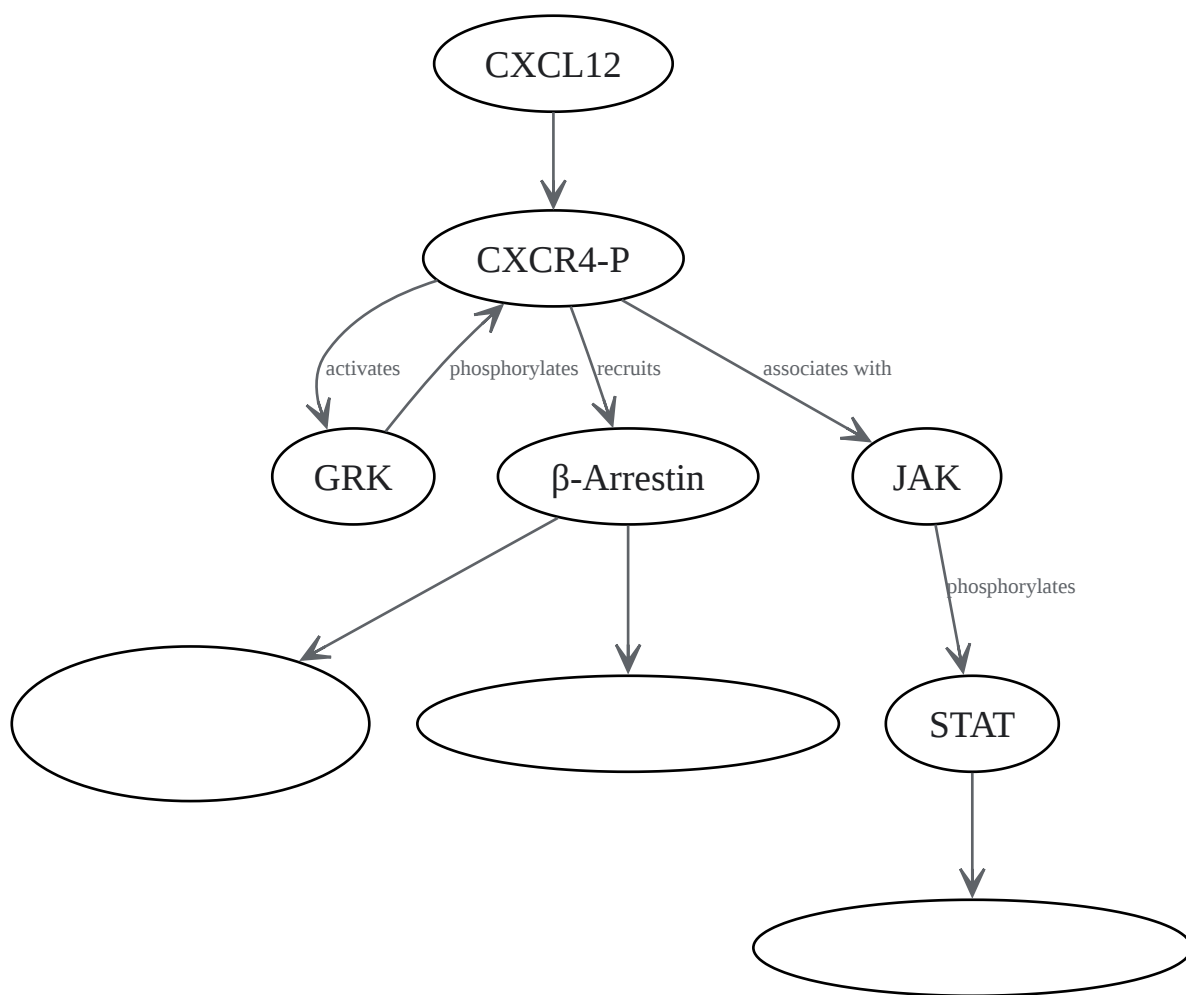 CXCL12
CXCR4-P
activates
phosphorylates
recruits
associates with
GRK
β-Arrestin
JAK
phosphorylates
STAT